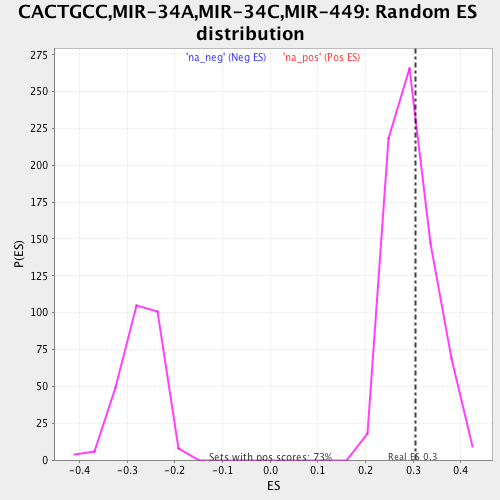 CACTGCC,MIR-34A,MIR-34C,MIR-449: Random ES
distribution
'na_neg' (Neg ES) 'na_pos' (Pos ES)
275
250
225
200
175
150
125
100
75
50
25
0
P(ES)
Sets with pos scores: 73%
Real ES 0.3
-0.4 -0.3 -0.2 -0.1 0.0 0.1 0.2 0.3 0.4
ES